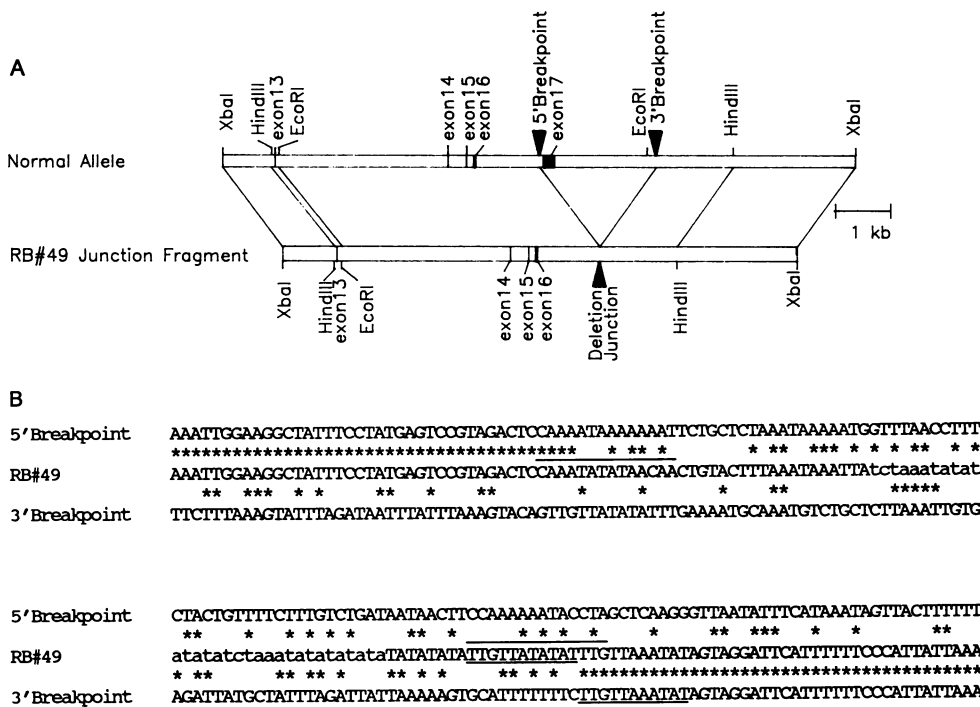 A
XbaI
HindIII
exon13
EcoRI
exon14
exon15
exon16
5'Breakpoint
exon17
EcoRI
3'Breakpoint
HindIII
XbaI
Normal Allele
1 kb
RB#49 Junction Fragment
XbaI
HindIII
exon13
EcoRI
exon14
exon15
exon16
Deletion
Junction
HindIII
XbaI
B
5'Breakpoint AAATTGGAAGGCTATTTCCTATGAGTCCGTAGACTCCAAAATAAAAAAATTCTGCTCTAAATAAAAATGGTTTAACCTTT
RB#49 AAATTGGAAGGCTATTTCCTATGAGTCCGTAGACTCCAAATATATAACAACTGTACTTTAAATAAATTATctaaatatat
3'Breakpoint TTCTTTAAAGTATTTAGATAATTTATTTAAAGTACAGTTGTTATATATTTGAAAATGCAAATGTCTGCTCTTAAATTGTG
5'Breakpoint CTACTGTTTTCTTTGTCTGATAATAACTTCCAAAAAATACCTAGCTCAAGGGTTAATATTTCATAAATAGTTACTTTTTT
RB#49 atatatctaaatatatatataTATATATATTGTTATATATTTGTTAAATATAGTAGGATTCATTTTTTCCCATTATTAAA
3'Breakpoint AGATTATGCTATTTAGATTATTAAAAAGTGCATTTTTTTCTTGTTAAATATAGTAGGATTCATTTTTTCCCATTATTAAA